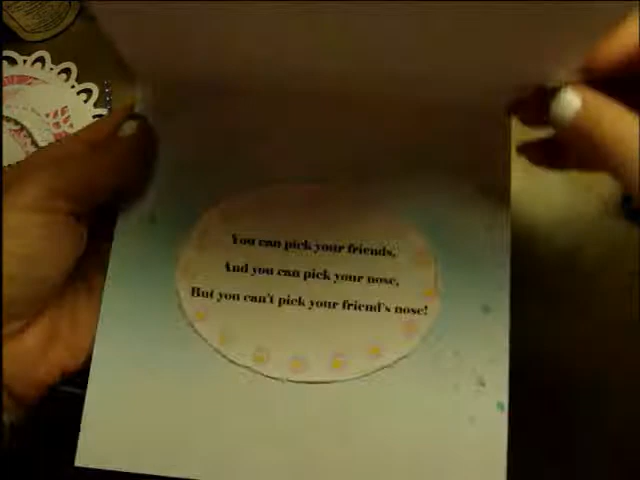 You can pick your friends,
And you can pick your nose,
But you can't pick your friend's nose!